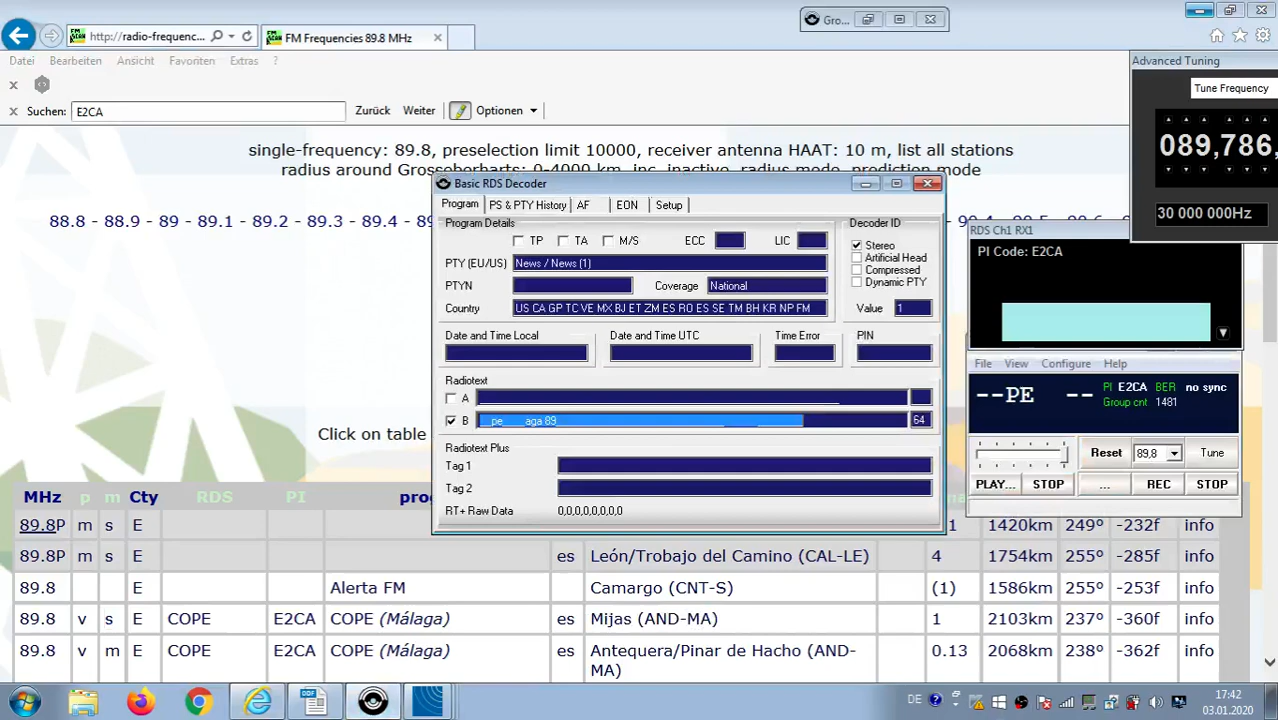 Gro...
http://radio-frequenc...
FM Frequencies 89.8 MHz
Datei Bearbeiten Ansicht Favoriten Extras ?
Suchen: E2CA Zurück Weiter Optionen
single-frequency: 89.8, preselection limit 10000, receiver antenna HAAT: 10 m, list all stations
radius around Grosserbharts: 0-4000 km, inc. inactive, radius mode, prediction mode
88.8 - 88.9 - 89 - 89.1 - 89.2 - 89.3 - 89.4 - 89
Click on table
Advanced Tuning
Tune Frequency
089,786,
30 000 000Hz
Basic RDS Decoder
Program PS & PTY History AF EON Setup
Program Details
TP TA M/S ECC LIC
PTY (EU/US) News / News (1)
PTYN Coverage National
Country US CA GP TC VE MX BJ ET ZM ES RO ES SE TM BH KR NP FM
Decoder ID
Stereo
Artificial Head
Compressed
Dynamic PTY
Value 1
Date and Time Local Date and Time UTC Time Error PIN
Radiotext
A
B __pe____aga 89_ 64
Radiotext Plus
Tag 1
Tag 2
RT+ Raw Data 0,0,0,0,0,0,0
RDS Ch1 RX1
PI Code: E2CA
File View Configure Help
--PE -- PI E2CA BER no sync
Group cnt 1481
Reset 89,8 Tune
PLAY... STOP ... REC STOP
MHz p m Cty RDS PI pro
89.8P m s E 1 1420km 249º -232f info
89.8P m s E es León/Trobajo del Camino (CAL-LE) 4 1754km 255º -285f info
89.8 E Alerta FM Camargo (CNT-S) (1) 1586km 255º -253f info
89.8 v s E COPE E2CA COPE (Málaga) es Mijas (AND-MA) 1 2103km 237º -360f info
89.8 v m E COPE E2CA COPE (Málaga) es Antequera/Pinar de Hacho (AND-MA) 0.13 2068km 238º -362f info
DE
17:42
03.01.2020